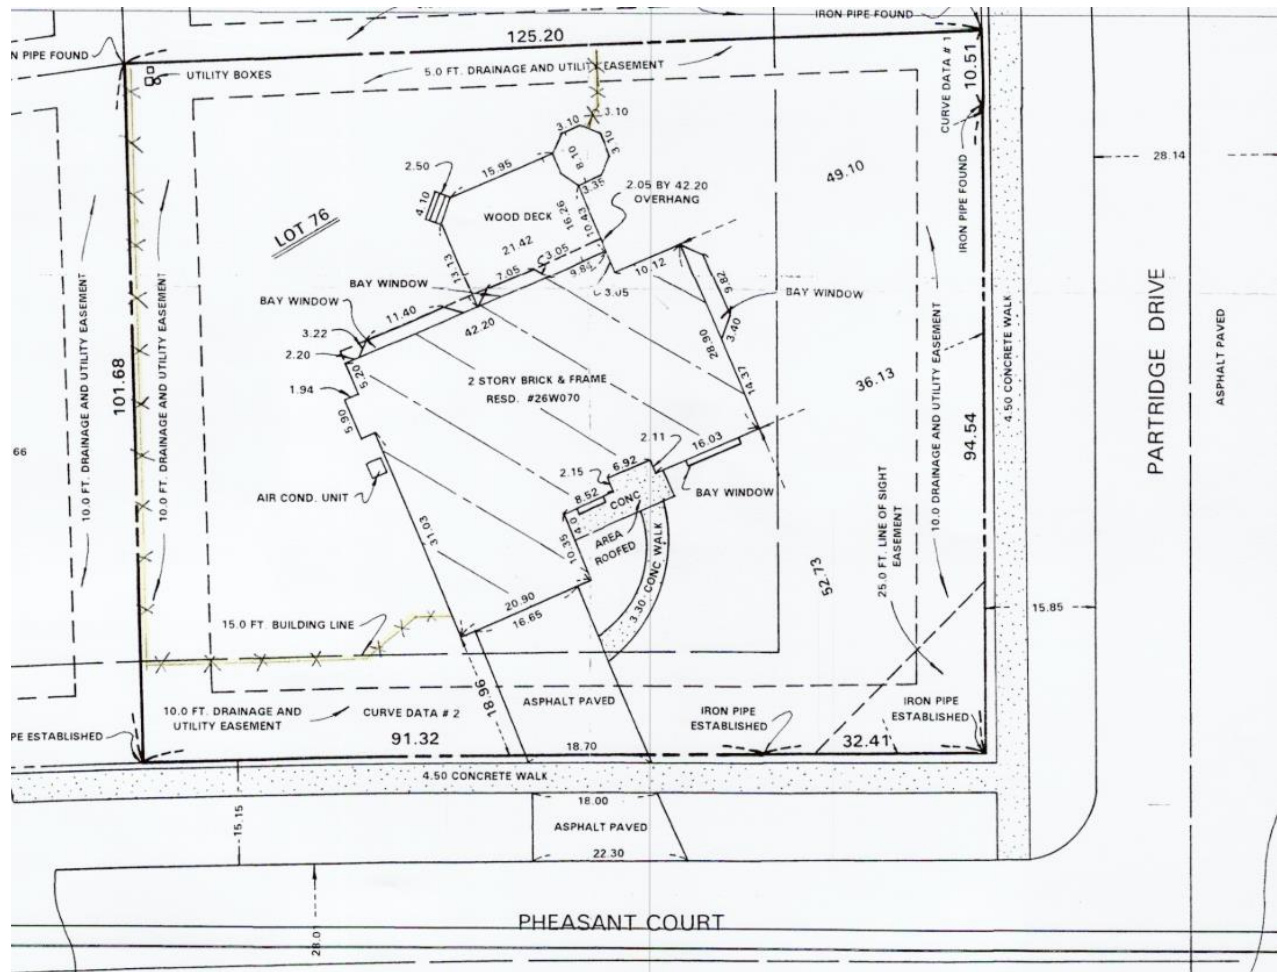 IRON PIPE FOUND
125.20
N PIPE FOUND
UTILITY BOXES
5.0 FT. DRAINAGE AND UTILITY EASEMENT
CURVE DATA # 1
10.51
3.10
3.10
3.10
8.10
28.14
2.50
15.95
49.10
IRON PIPE FOUND
4.10
3.35
2.05 BY 42.20
OVERHANG
LOT 76
WOOD DECK
16.26
10.43
21.42
3.05
13.13
7.05
10.12
9.82
3.05
BAY WINDOW
BAY WINDOW
BAY WINDOW
11.40
3.22
42.20
3.40
28.90
2.20
5.20
1.94
5.90
2 STORY BRICK & FRAME
RESD. #26W070
14.37
36.13
10.0 FT. DRAINAGE AND UTILITY EASEMENT
101.68
10.0 FT. DRAINAGE AND UTILITY EASEMENT
10.0 DRAINAGE AND UTILITY EASEMENT
94.54
4.50 CONCRETE WALK
PARTRIDGE DRIVE
ASPHALT PAVED
66
2.11
16.03
6.92
2.15
AIR COND. UNIT
8.52
CONC
BAY WINDOW
4.0
AREA
ROOFED
31.03
10.35
3.30 CONC WALK
52.73
25.0 FT. LINE OF SIGHT
EASEMENT
20.90
16.65
15.85
15.0 FT. BUILDING LINE
18.96
ASPHALT PAVED
10.0 FT. DRAINAGE AND
UTILITY EASEMENT
CURVE DATA # 2
IRON PIPE
ESTABLISHED
IRON PIPE
ESTABLISHED
PE ESTABLISHED
91.32
18.70
32.41
4.50 CONCRETE WALK
18.00
15.15
ASPHALT PAVED
22.30
PHEASANT COURT
28.01